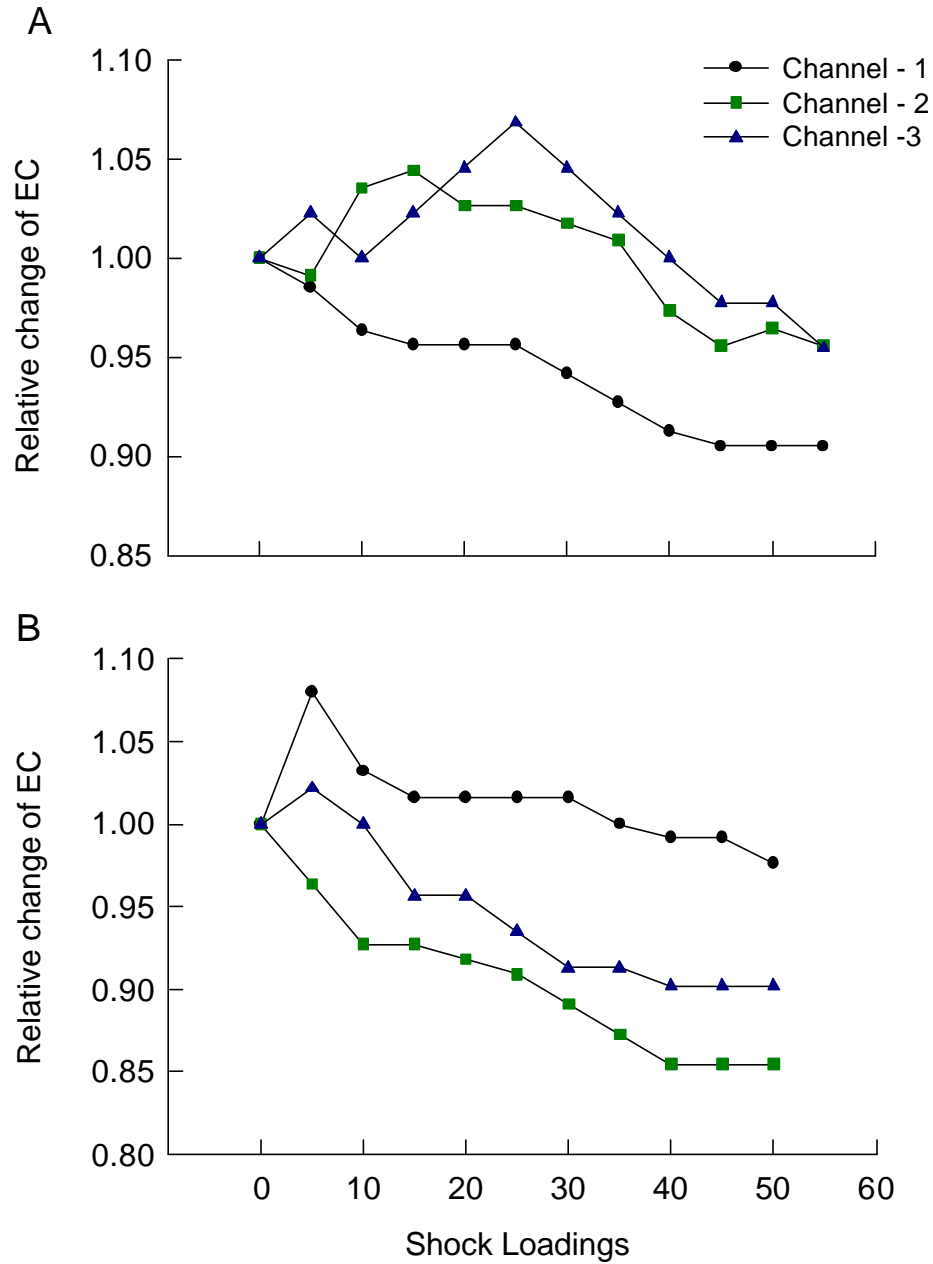 A
Channel - 1
Channel - 2
Channel -3
1.10
1.05
1.00
0.95
0.90
0.85
Relative change of EC
B
1.10
1.05
1.00
0.95
0.90
0.85
0.80
Relative change of EC
0 10 20 30 40 50 60
Shock Loadings